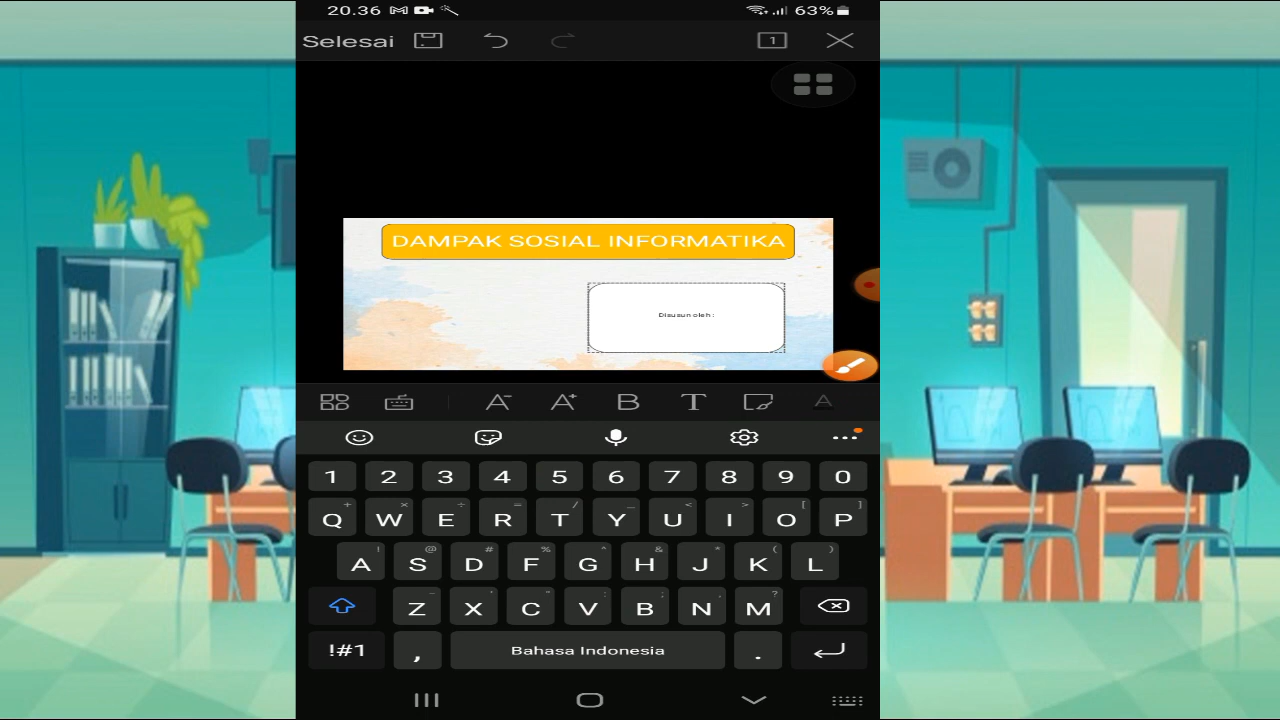 20.36 63%
Selesai 1
DAMPAK SOSIAL INFORMATIKA
Disusun oleh :
A- A+ B T A
1 2 3 4 5 6 7 8 9 0
Q W E R T Y U I O P
A S D F G H J K L
Z X C V B N M
!#1 , Bahasa Indonesia .